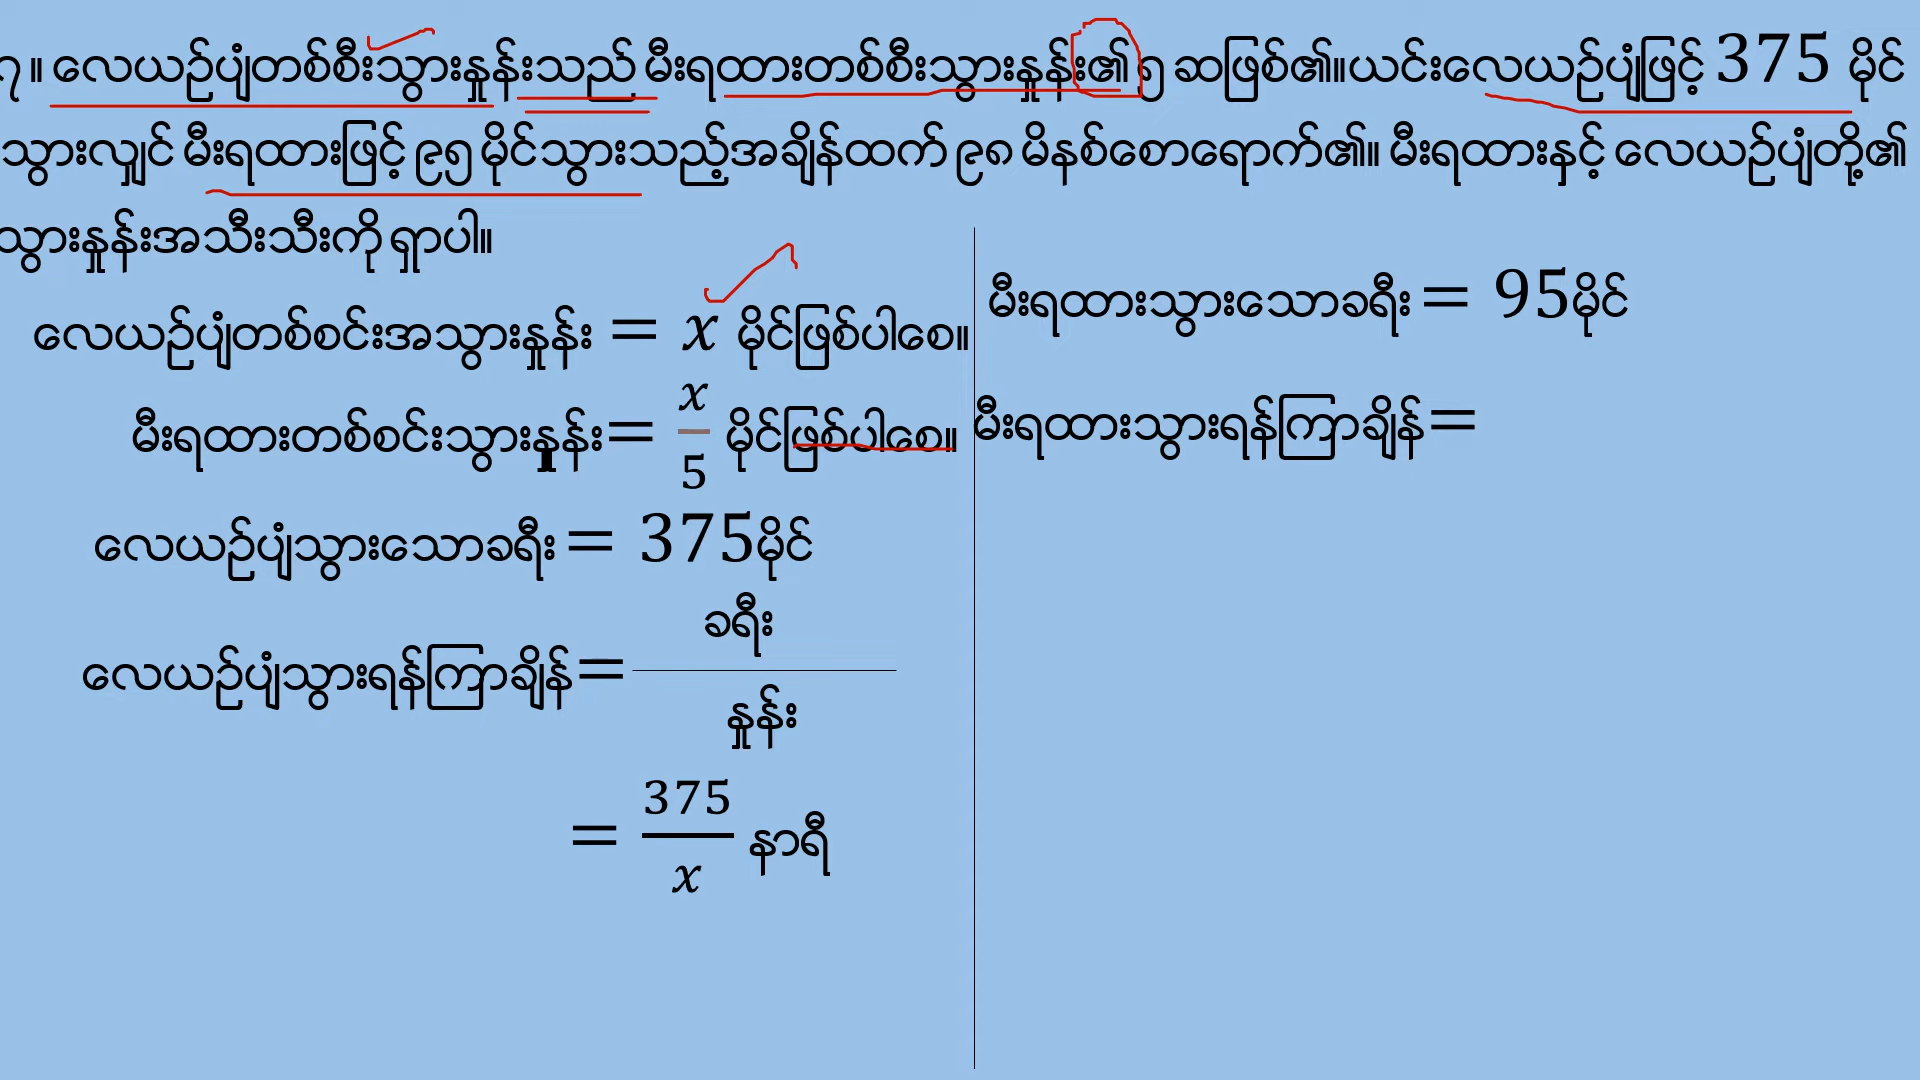 ၇။ လေယဉ်ပျံတစ်စီးသွားနှုန်းသည် မီးရထားတစ်စီးသွားနှုန်း၏ ၅ ဆဖြစ်၏။ယင်းလေယဉ်ပျံဖြင့် 375 မိုင်
သွားလျှင် မီးရထားဖြင့် ၉၅ မိုင်သွားသည့်အချိန်ထက် ၉၈ မိနစ်စောရောက်၏။ မီးရထားနှင့် လေယဉ်ပျံတို့၏
သွားနှုန်းအသီးသီးကို ရှာပါ။
လေယဉ်ပျံတစ်စင်းအသွားနှုန်း = x မိုင်ဖြစ်ပါစေ။
မီးရထားတစ်စင်းသွားနှုန်း= x/5 မိုင်ဖြစ်ပါစေ။
လေယဉ်ပျံသွားသောခရီး = 375မိုင်
လေယဉ်ပျံသွားရန်ကြာချိန်= ခရီး/နှုန်း
= 375/x နာရီ
မီးရထားသွားသောခရီး = 95မိုင်
မီးရထားသွားရန်ကြာချိန်=